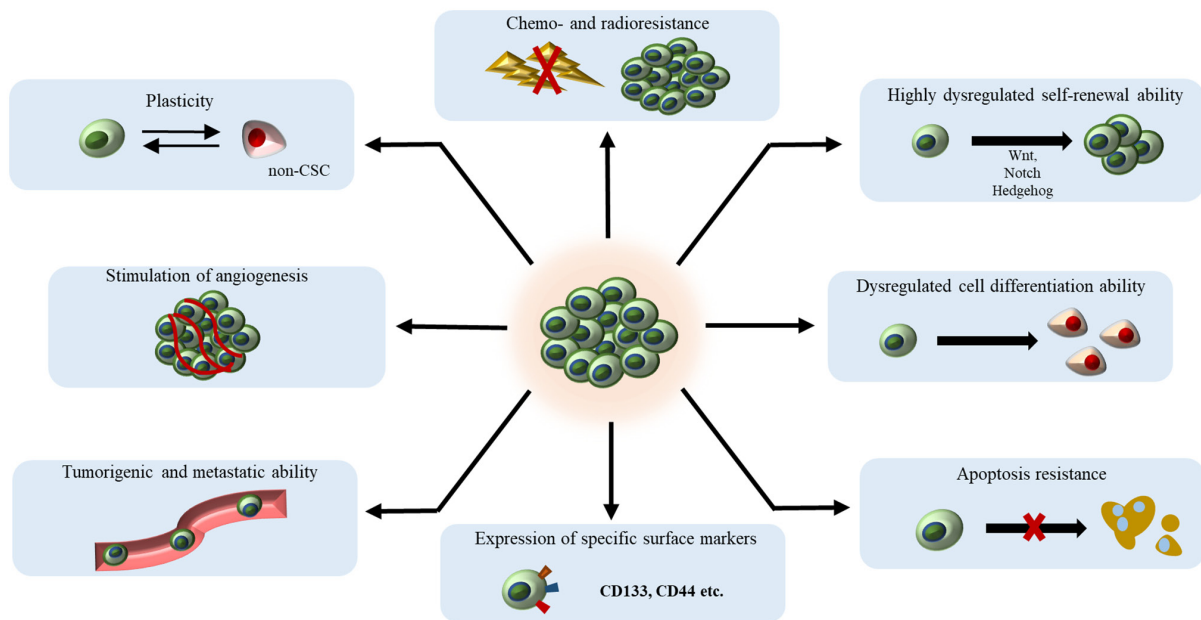 Chemo- and radioresistance
Plasticity
non-CSC
Highly dysregulated self-renewal ability
Wnt,
Notch
Hedgehog
Stimulation of angiogenesis
Dysregulated cell differentiation ability
Tumorigenic and metastatic ability
Apoptosis resistance
Expression of specific surface markers
CD133, CD44 etc.